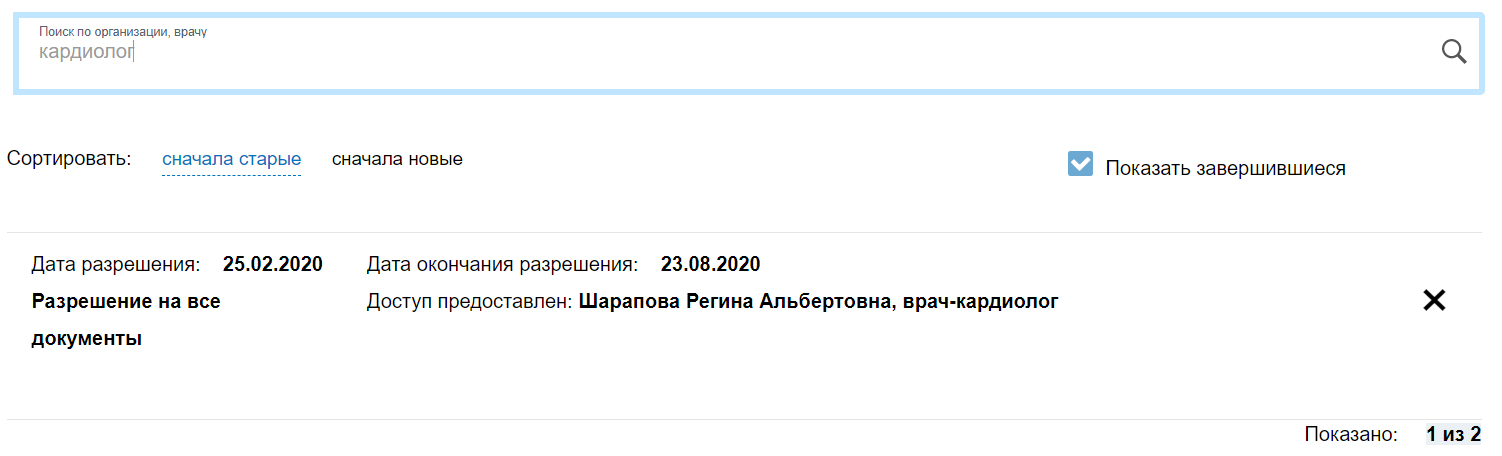 Поиск по организации, врачу
кардиолог
Сортировать: сначала старые сначала новые Показать завершившиеся
Дата разрешения: 25.02.2020 Дата окончания разрешения: 23.08.2020
Разрешение на все Доступ предоставлен: Шарапова Регина Альбертовна, врач-кардиолог
документы
Показано: 1 из 2